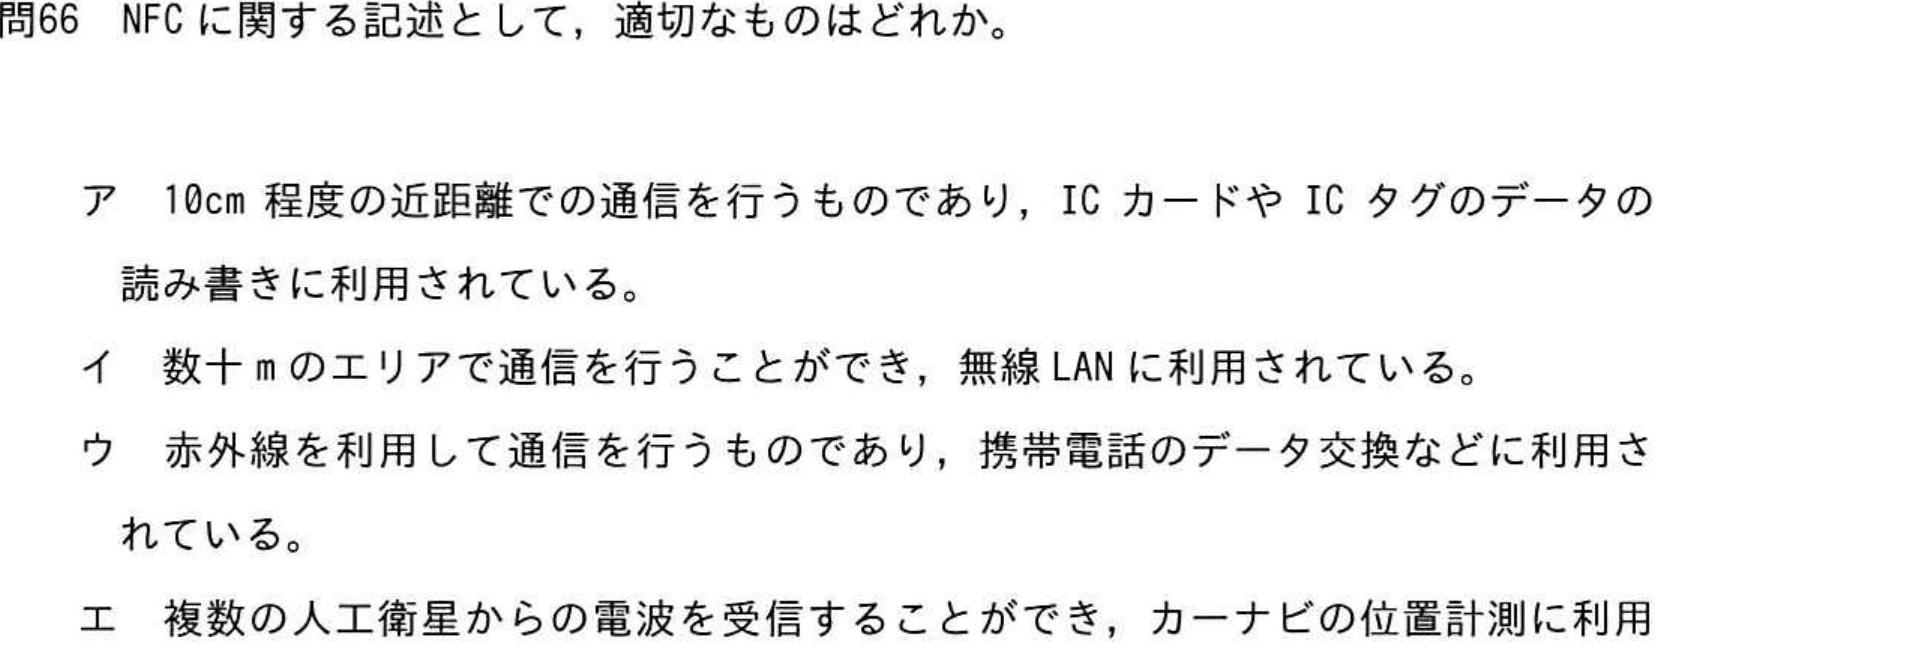 問66 NFCに関する記述として，適切なものはどれか。
ア 10cm 程度の近距離での通信を行うものであり，IC カードや IC タグのデータの
読み書きに利用されている。
イ 数十mのエリアで通信を行うことができ，無線LANに利用されている。
ウ 赤外線を利用して通信を行うものであり，携帯電話のデータ交換などに利用さ
れている。
エ 複数の人工衛星からの電波を受信することができ，カーナビの位置計測に利用